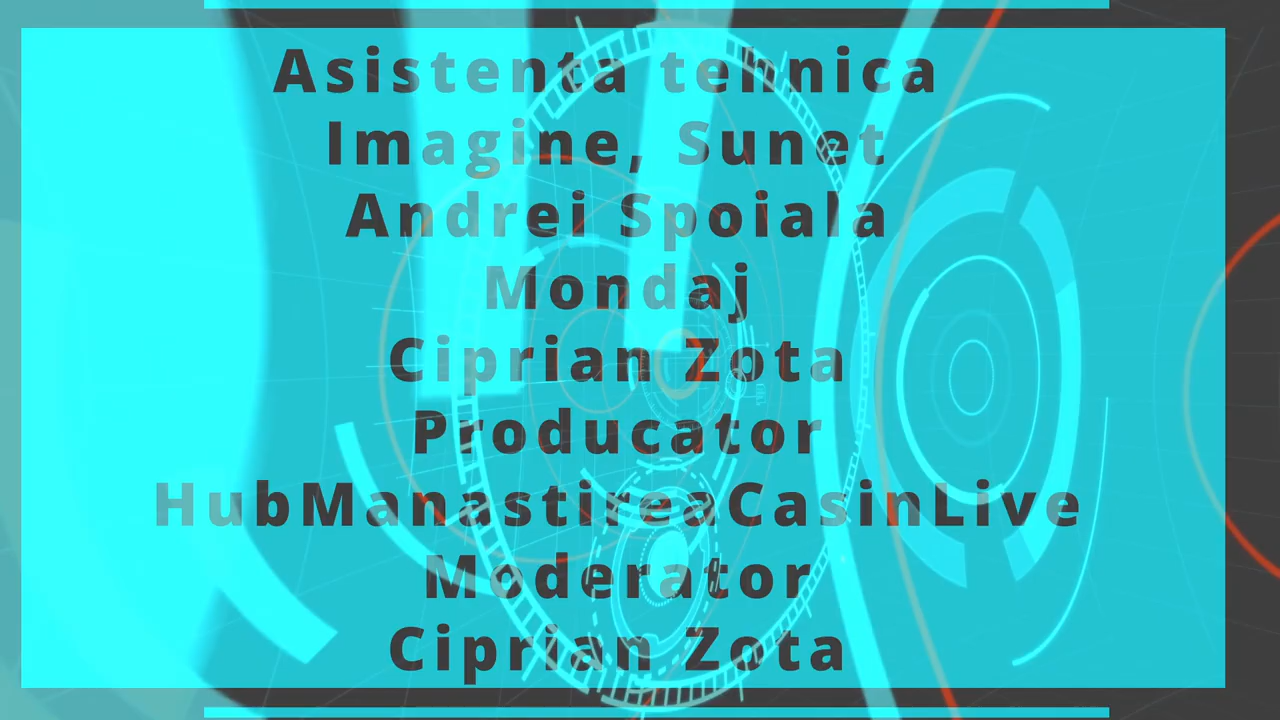 Asistenta tehnica
Imagine, Sunet
Andrei Spoiala
Mondaj
Ciprian Zota
Producator
HubManastireaCasinLive
Moderator
Ciprian Zota